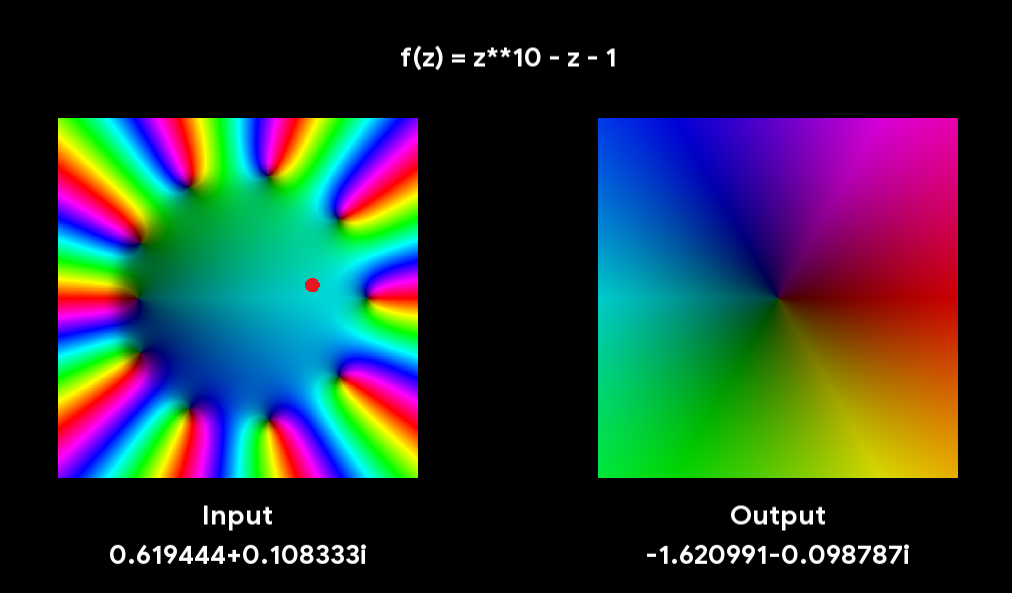 f(z) = z**10 - z - 1
Input
Output
0.619444+0.108333i
-1.620991-0.098787i